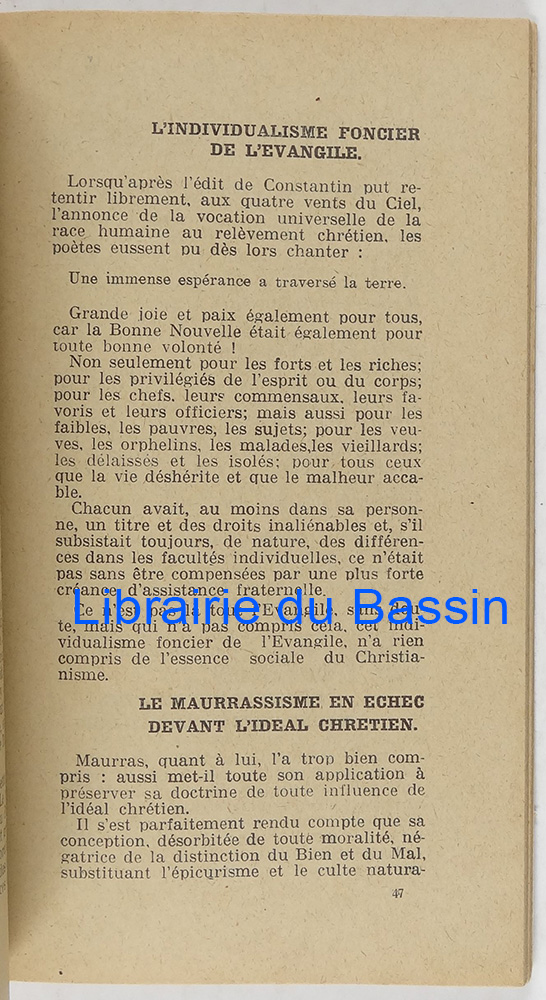 L'INDIVIDUALISME FONCIER
DE L'EVANGILE.
Lorsqu'après l'édit de Constantin put re-
tentir librement, aux quatre vents du Ciel,
l'annonce de la vocation universelle de la
race humaine au relèvement chrétien, les
poètes eussent pu dès lors chanter :
Une immense espérance a traversé la terre.
Grande joie et paix également pour tous,
car la Bonne Nouvelle était également pour
toute bonne volonté !
Non seulement pour les forts et les riches;
pour les privilégiés de l'esprit ou du corps;
pour les chefs, leurs commensaux, leurs fa-
voris et leurs officiers; mais aussi pour les
faibles, les pauvres, les sujets; pour les veu-
ves, les orphelins, les malades,les vieillards;
les délaissés et les isolés; pour tous ceux
que la vie déshérite et que le malheur acca-
ble.
Chacun avait, au moins dans sa person-
ne, un titre et des droits inaliénables et, s'il
subsistait toujours, de nature, des différen-
ces dans les facultés individuelles, ce n'était
pas sans être compensées par une plus forte
créance d'assistance fraternelle.
Librairie du Bassin
Ce n'est pas là tout l'Evangile, sans dou-
te, mais qui n'a pas compris cela, cet indi-
vidualisme foncier de l'Evangile, n'a rien
compris de l'essence sociale du Christia-
nisme.
LE MAURRASSISME EN ECHEC
DEVANT L'IDEAL CHRETIEN.
Maurras, quant à lui, l'a trop bien com-
pris : aussi met-il toute son application à
préserver sa doctrine de toute influence de
l'idéal chrétien.
Il s'est parfaitement rendu compte que sa
conception, désorbitée de toute moralité, né-
gatrice de la distinction du Bien et du Mal,
substituant l'épicurisme et le culte natura-
47